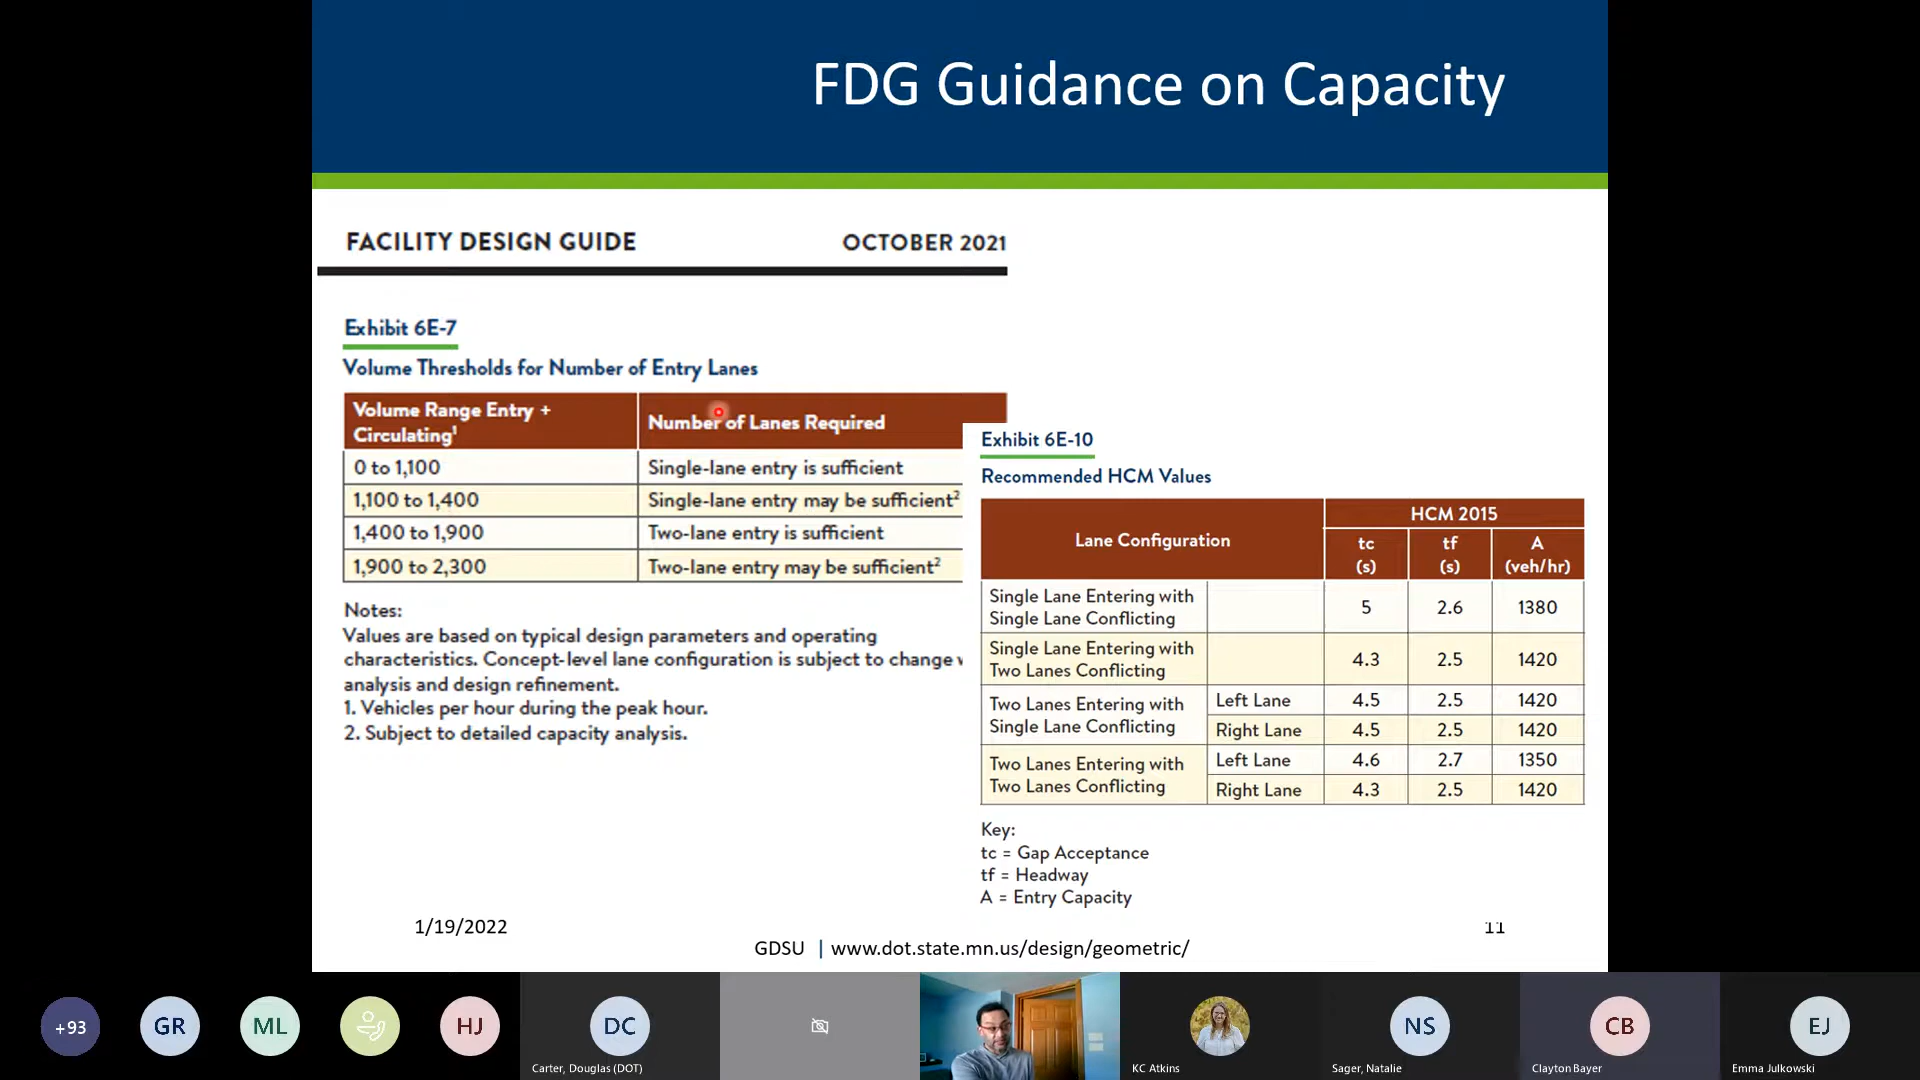 FDG Guidance on Capacity
FACILITY DESIGN GUIDE OCTOBER 2021
Exhibit 6E-7
Volume Thresholds for Number of Entry Lanes
Volume Range Entry +
Circulating¹
Number of Lanes Required
0 to 1,100 Single-lane entry is sufficient
1,100 to 1,400 Single-lane entry may be sufficient²
1,400 to 1,900 Two-lane entry is sufficient
1,900 to 2,300 Two-lane entry may be sufficient²
Notes:
Values are based on typical design parameters and operating
characteristics. Concept-level lane configuration is subject to change
analysis and design refinement.
1. Vehicles per hour during the peak hour.
2. Subject to detailed capacity analysis.
Exhibit 6E-10
Recommended HCM Values
Lane Configuration
HCM 2015
tc
(s)
tf
(s)
A
(veh/hr)
Single Lane Entering with
Single Lane Conflicting
5 2.6 1380
Single Lane Entering with
Two Lanes Conflicting
4.3 2.5 1420
Two Lanes Entering with
Single Lane Conflicting
Left Lane 4.5 2.5 1420
Right Lane 4.5 2.5 1420
Two Lanes Entering with
Two Lanes Conflicting
Left Lane 4.6 2.7 1350
Right Lane 4.3 2.5 1420
Key:
tc = Gap Acceptance
tf = Headway
A = Entry Capacity
1/19/2022
11
GDSU | www.dot.state.mn.us/design/geometric/
+93
GR
ML
HJ
DC
NS
CB
EJ
Carter, Douglas (DOT)
KC Atkins
Sager, Natalie
Clayton Bayer
Emma Julkowski